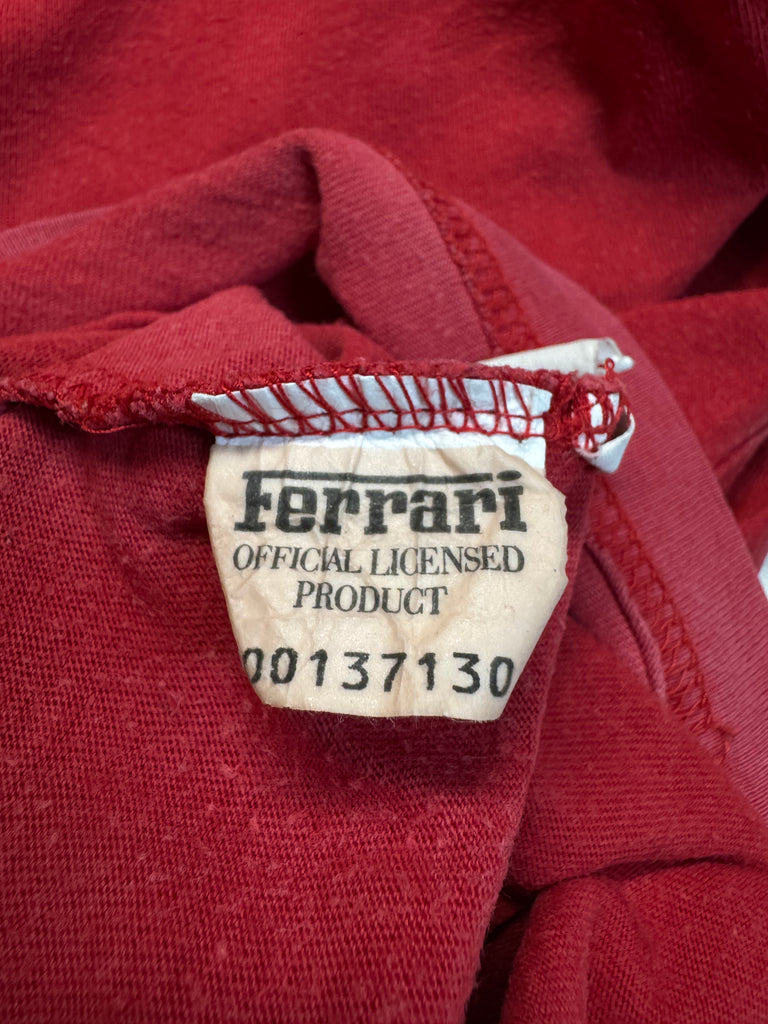 Ferrari
OFFICIAL LICENSED
PRODUCT
00137130